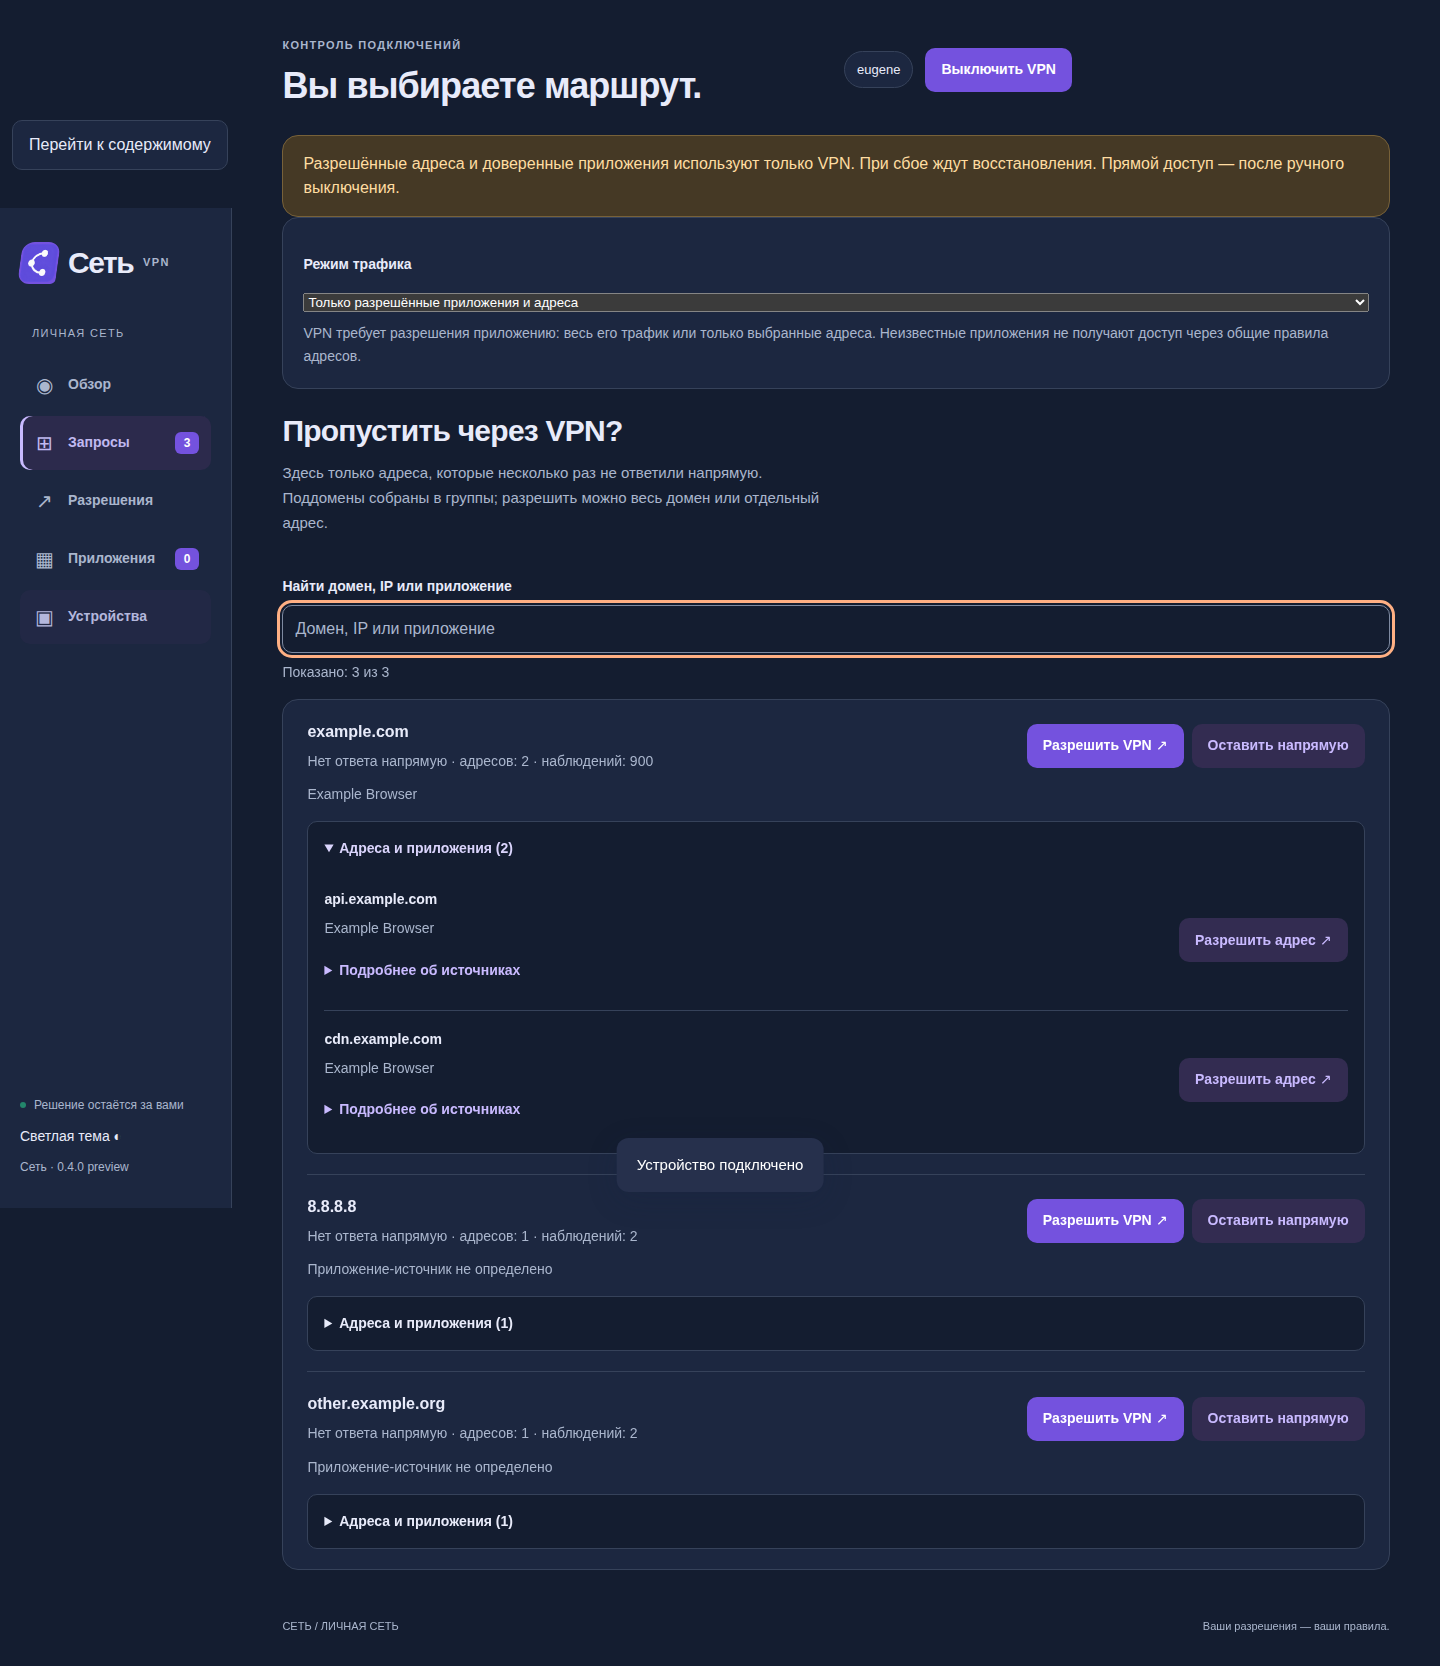 КОНТРОЛЬ ПОДКЛЮЧЕНИЙ
Вы выбираете маршрут.
eugene
Выключить VPN
Перейти к содержимому
Сеть VPN
ЛИЧНАЯ СЕТЬ
Обзор
Запросы 3
Разрешения
Приложения 0
Устройства
Решение остаётся за вами
Светлая тема
Сеть · 0.4.0 preview
Разрешённые адреса и доверенные приложения используют только VPN. При сбое ждут восстановления. Прямой доступ — после ручного
выключения.
Режим трафика
Только разрешённые приложения и адреса
VPN требует разрешения приложению: весь его трафик или только выбранные адреса. Неизвестные приложения не получают доступ через общие правила
адресов.
Пропустить через VPN?
Здесь только адреса, которые несколько раз не ответили напрямую.
Поддомены собраны в группы; разрешить можно весь домен или отдельный
адрес.
Найти домен, IP или приложение
Домен, IP или приложение
Показано: 3 из 3
example.com
Разрешить VPN ↗
Оставить напрямую
Нет ответа напрямую · адресов: 2 · наблюдений: 900
Example Browser
Адреса и приложения (2)
api.example.com
Example Browser
Разрешить адрес ↗
Подробнее об источниках
cdn.example.com
Example Browser
Разрешить адрес ↗
Подробнее об источниках
Устройство подключено
8.8.8.8
Разрешить VPN ↗
Оставить напрямую
Нет ответа напрямую · адресов: 1 · наблюдений: 2
Приложение-источник не определено
Адреса и приложения (1)
other.example.org
Разрешить VPN ↗
Оставить напрямую
Нет ответа напрямую · адресов: 1 · наблюдений: 2
Приложение-источник не определено
Адреса и приложения (1)
СЕТЬ / ЛИЧНАЯ СЕТЬ
Ваши разрешения — ваши правила.